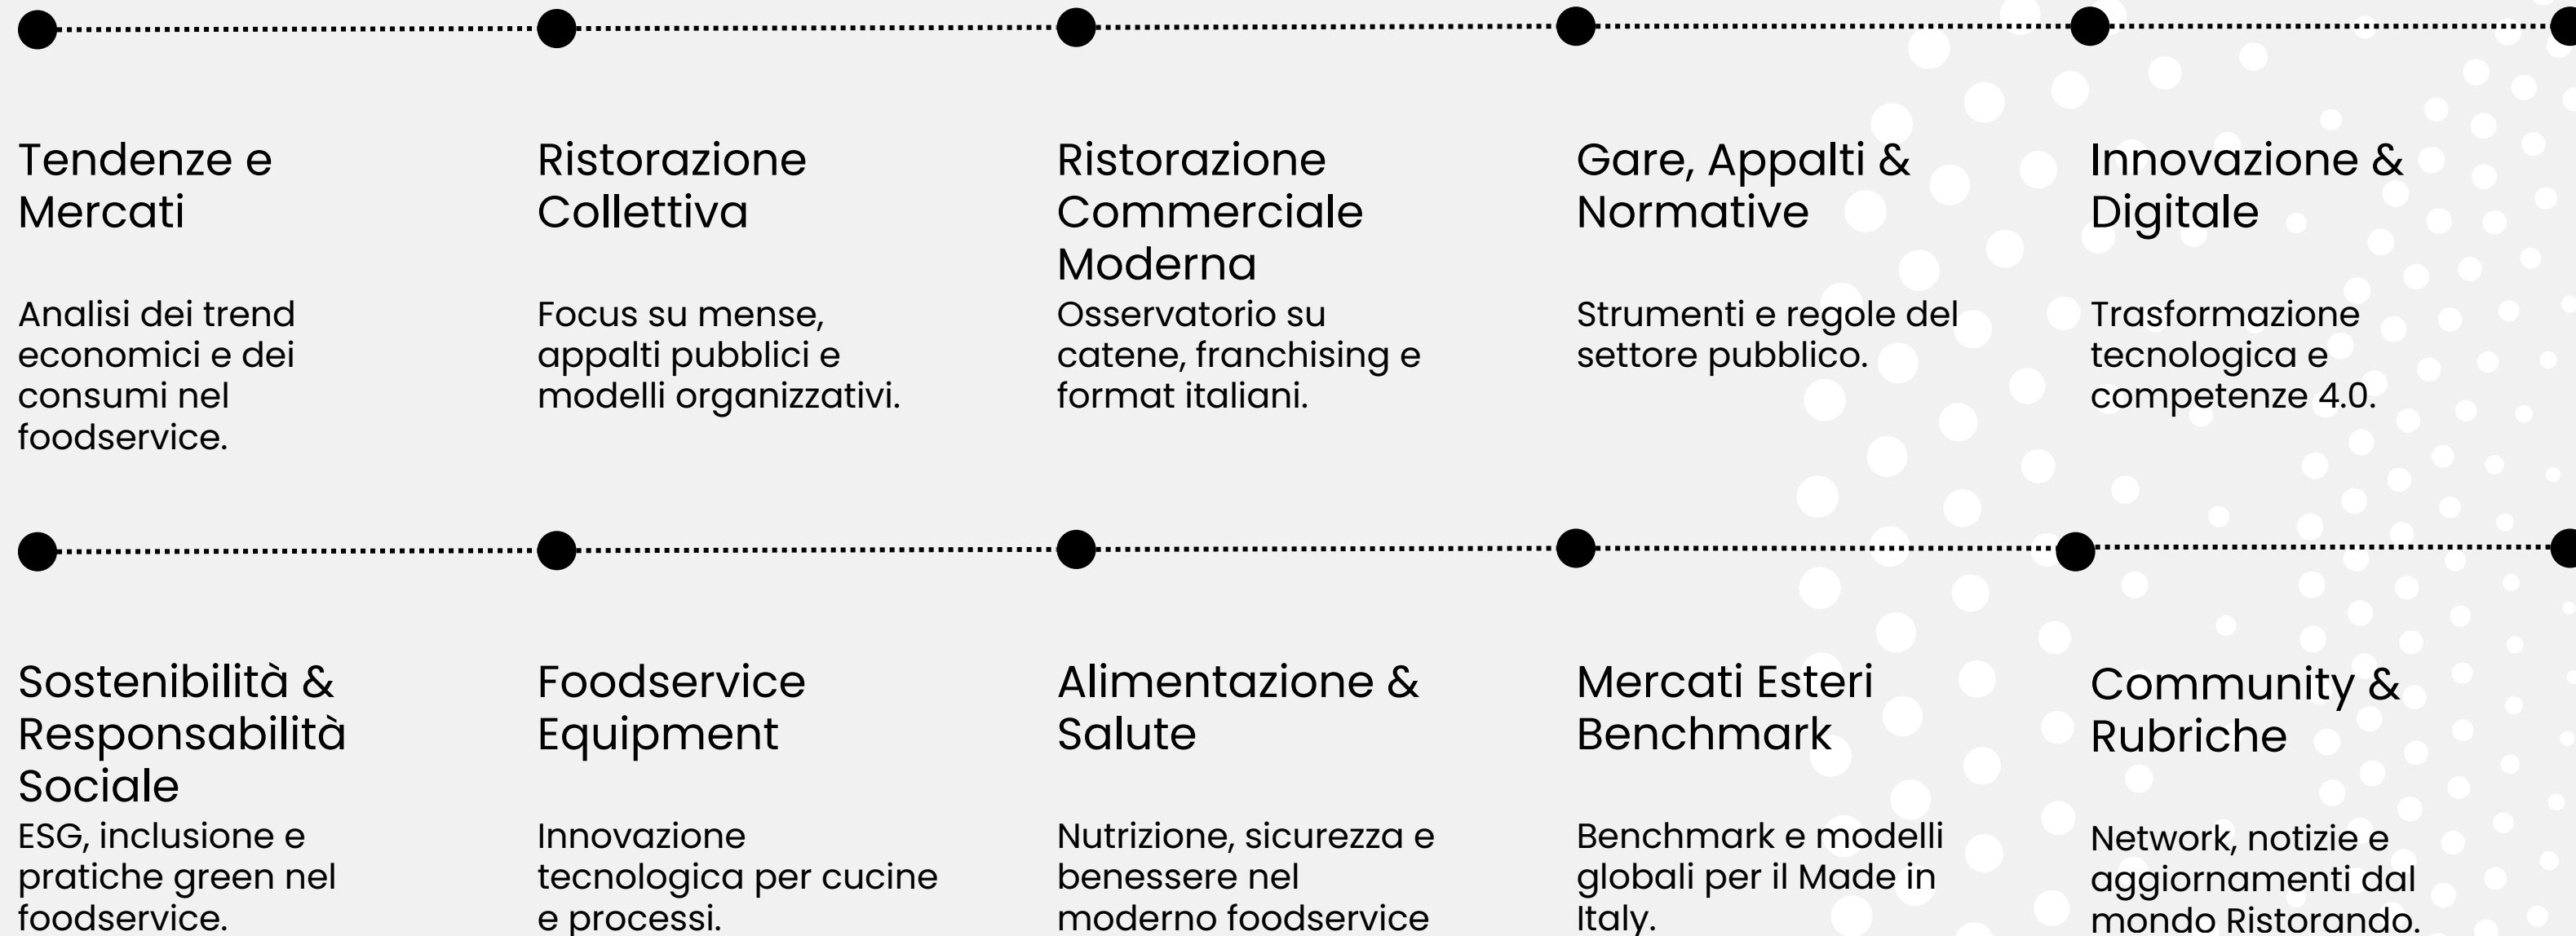 Tendenze e
Mercati
Analisi dei trend
economici e dei
consumi nel
foodservice.
Ristorazione
Collettiva
Focus su mense,
appalti pubblici e
modelli organizzativi.
Ristorazione
Commerciale
Moderna
Osservatorio su
catene, franchising e
format italiani.
Gare, Appalti &
Normative
Strumenti e regole del
settore pubblico.
Innovazione &
Digitale
Trasformazione
tecnologica e
competenze 4.0.
Sostenibilità &
Responsabilità
Sociale
ESG, inclusione e
pratiche green nel
foodservice.
Foodservice
Equipment
Innovazione
tecnologica per cucine
e processi.
Alimentazione &
Salute
Nutrizione, sicurezza e
benessere nel
moderno foodservice
Mercati Esteri
Benchmark
Benchmark e modelli
globali per il Made in
Italy.
Community &
Rubriche
Network, notizie e
aggiornamenti dal
mondo Ristorando.